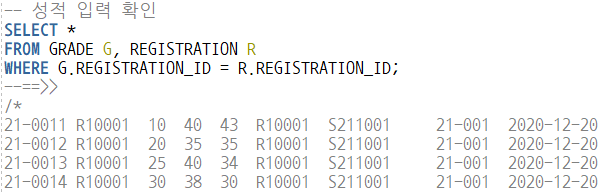 -- 성적 입력 확인
SELECT *
FROM GRADE G, REGISTRATION R
WHERE G.REGISTRATION_ID = R.REGISTRATION_ID;
--==>>
/*
21-0011 R10001 10 40 43 R10001 S211001 21-001 2020-12-20
21-0012 R10001 20 35 35 R10001 S211001 21-001 2020-12-20
21-0013 R10001 25 40 34 R10001 S211001 21-001 2020-12-20
21-0014 R10001 30 38 30 R10001 S211001 21-001 2020-12-20